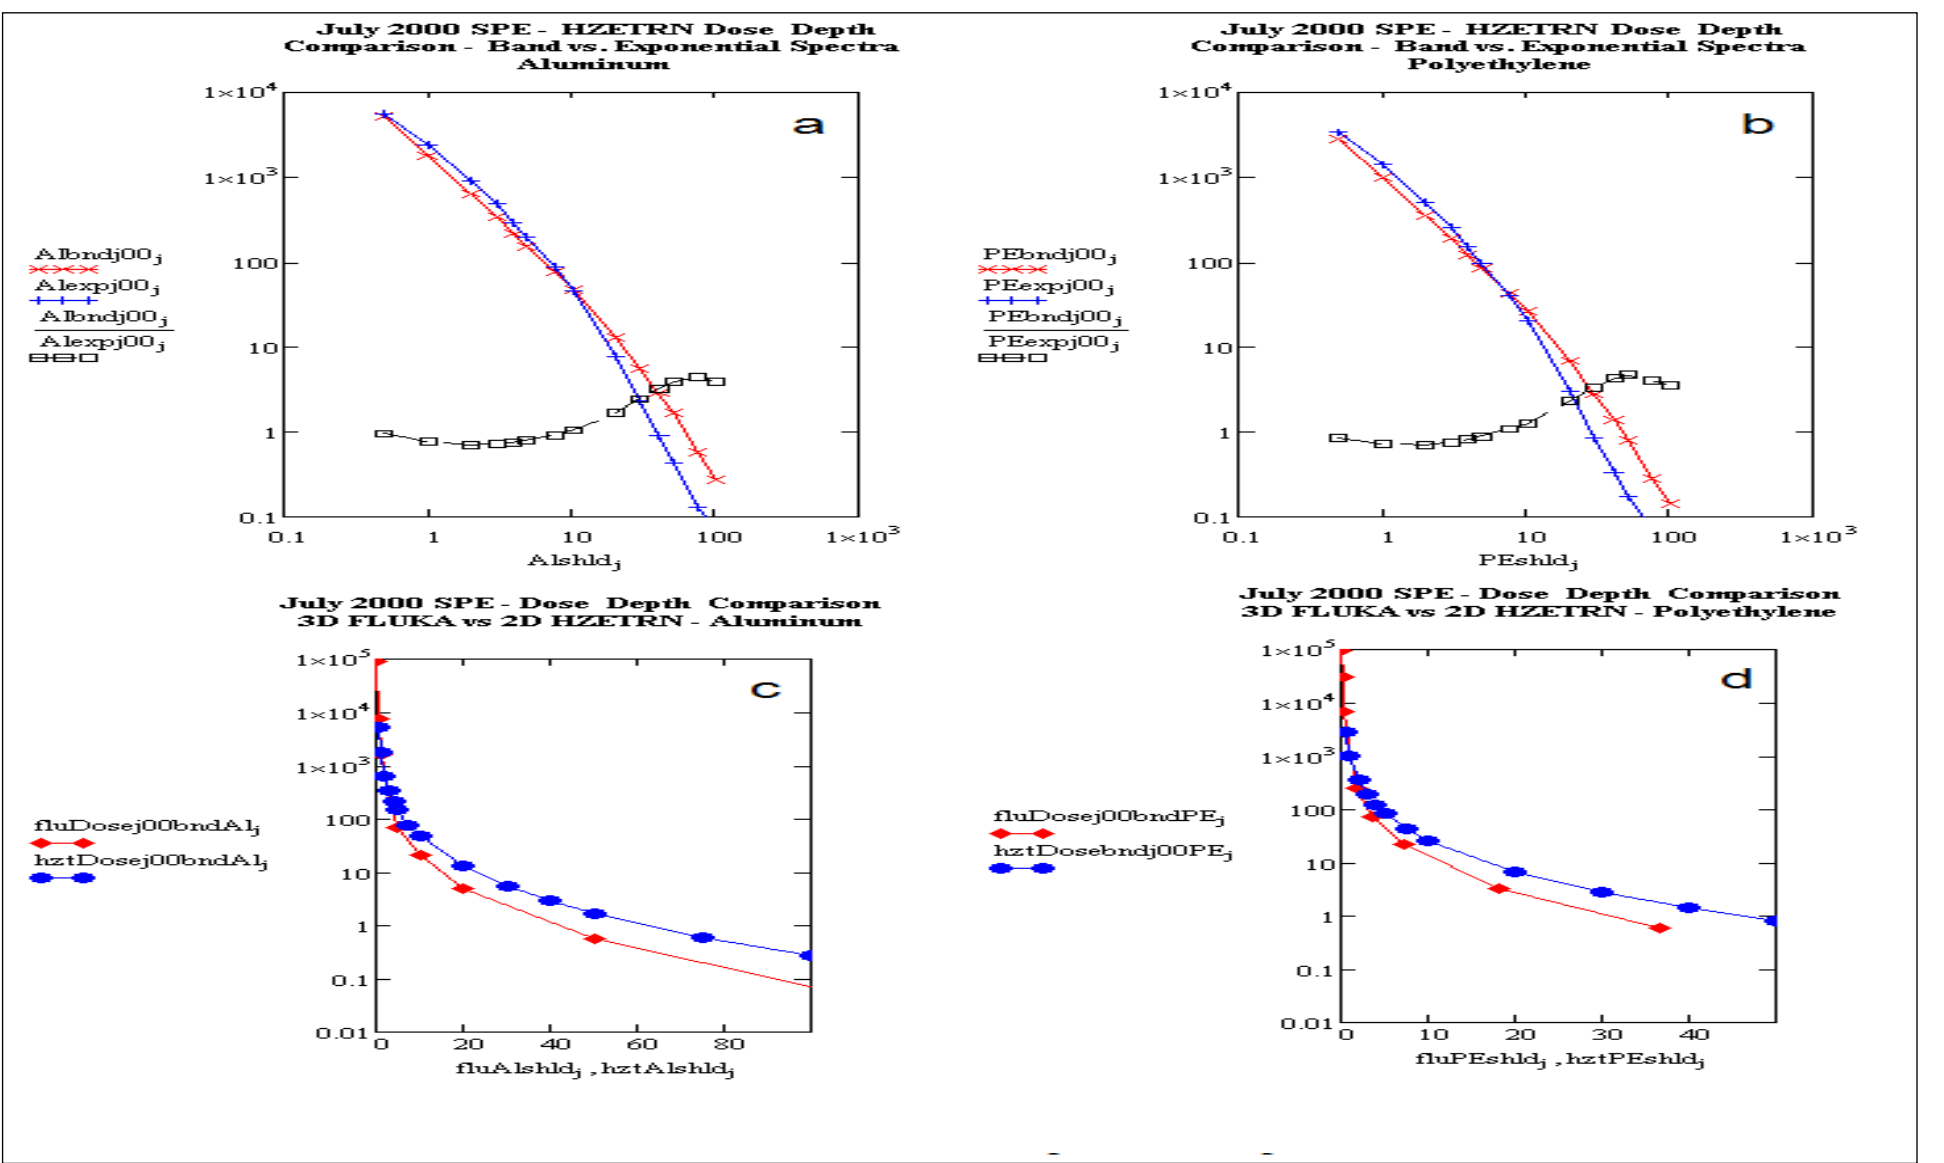 July 2000 SPE - HZETRN Dose Depth
Comparison - Band vs. Exponential Spectra
Aluminum
1×10⁴
1×10³
100
10
1
0.1
0.1 1 10 100 1×10³
Alshldⱼ
a
AIbndj00ⱼ
Alexpj00ⱼ
AIbndj00ⱼ
Alexpj00ⱼ
July 2000 SPE - HZETRN Dose Depth
Comparison - Band vs. Exponential Spectra
Polyethylene
1×10⁴
1×10³
100
10
1
0.1
0.1 1 10 100 1×10³
PEshldⱼ
b
PEbndj00ⱼ
PEexpj00ⱼ
PEbndj00ⱼ
PEexpj00ⱼ
July 2000 SPE - Dose Depth Comparison
3D FLUKA vs 2D HZETRN - Aluminum
1×10⁵
1×10⁴
1×10³
100
10
1
0.1
0.01
0 20 40 60 80
fluAlshldⱼ ,hztAlshldⱼ
c
fluDosej00bndAlⱼ
hztDosej00bndAlⱼ
July 2000 SPE - Dose Depth Comparison
3D FLUKA vs 2D HZETRN - Polyethylene
1×10⁵
1×10⁴
1×10³
100
10
1
0.1
0.01
0 10 20 30 40
fluPEshldⱼ ,hztPEshldⱼ
d
fluDosej00bndPEⱼ
hztDosebndj00PEⱼ